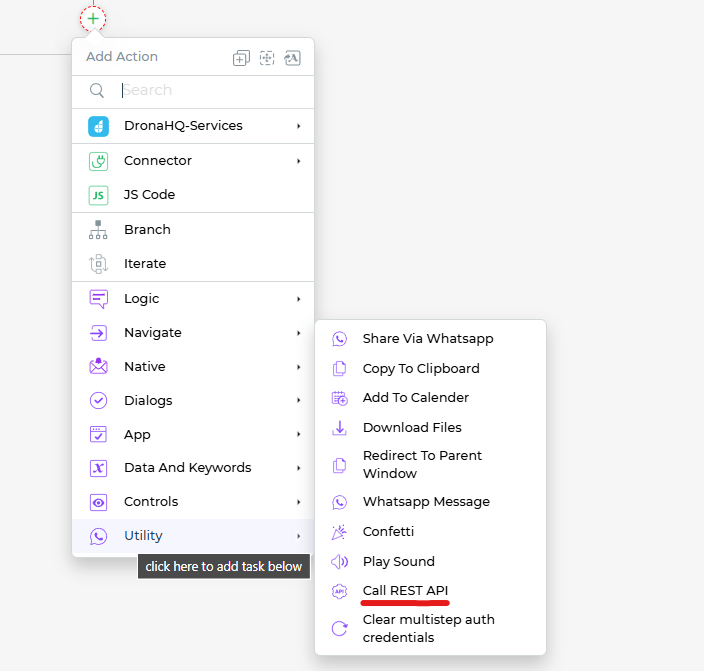 Add Action
Search
DronaHQ-Services
Connector
JS
JS Code
Branch
Iterate
Logic
Navigate
Native
Dialogs
App
x
Data And Keywords
Controls
Utility
click here to add task below
Share Via Whatsapp
Copy To Clipboard
Add To Calender
Download Files
Redirect To Parent
Window
Whatsapp Message
Confetti
Play Sound
API
Call REST API
Clear multistep auth
credentials